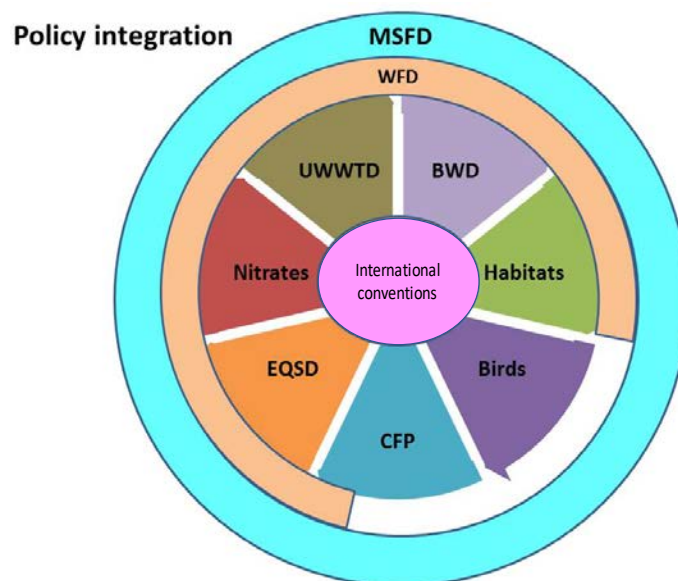 Policy integration
MSFD
WFD
UWWTD
BWD
Nitrates
International
conventions
Habitats
EQSD
Birds
CFP